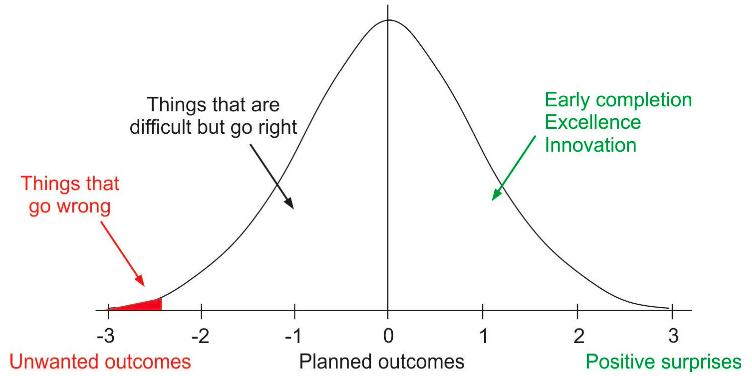 Things that are
difficult but go right
Early completion
Excellence
Innovation
Things that
go wrong
-3 -2 -1 0 1 2 3
Unwanted outcomes Planned outcomes Positive surprises